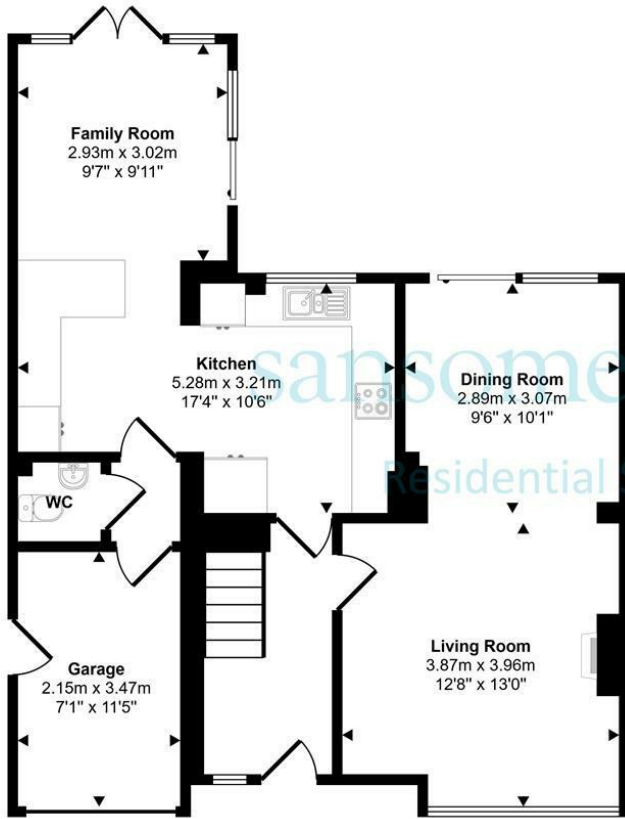 Family Room
2.93m x 3.02m
9'7" x 9'11"
sansome
Kitchen
5.28m x 3.21m
17'4" x 10'6"
Dining Room
2.89m x 3.07m
9'6" x 10'1"
Residential S
WC
Garage
2.15m x 3.47m
7'1" x 11'5"
Living Room
3.87m x 3.96m
12'8" x 13'0"